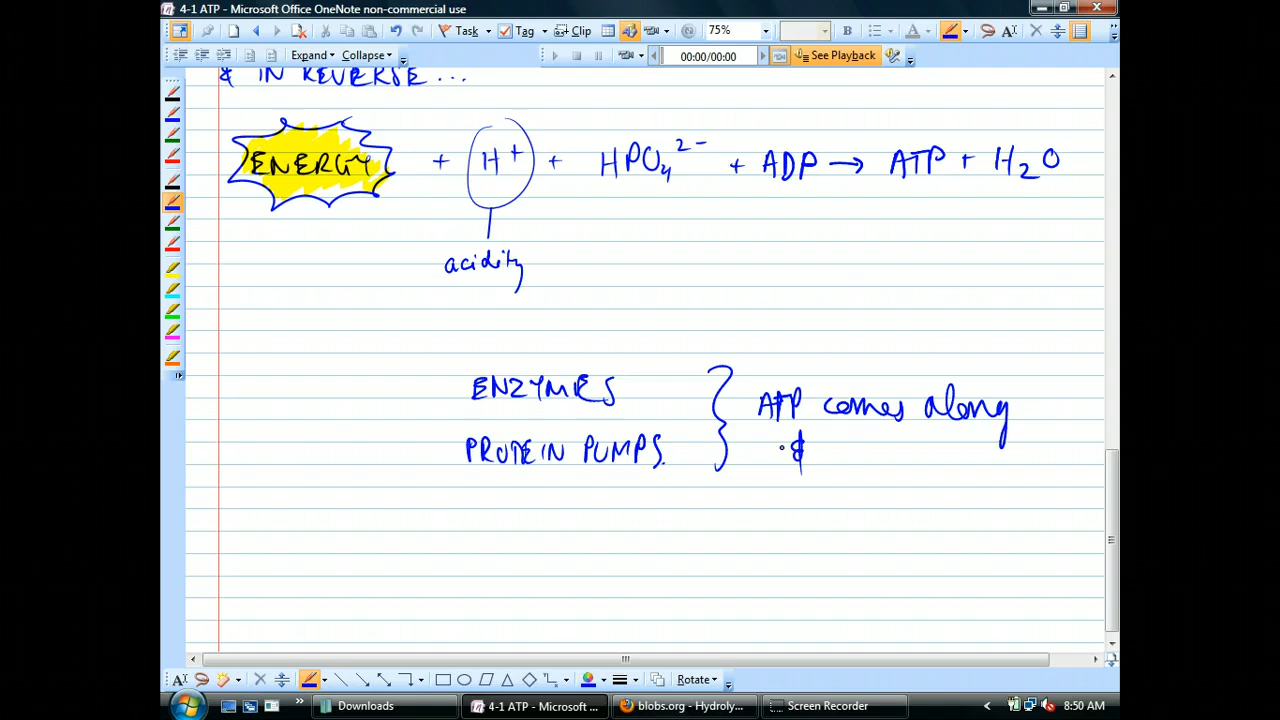 4-1 ATP - Microsoft Office OneNote non-commercial use
Task Tag Clip 75% B A
Expand Collapse 00:00/00:00 See Playback
& IN REVERSE ...
ENERGY + H+ + HPO4 2- + ADP → ATP + H2O
acidity
ENZYMES
PROTEIN PUMPS.
ATP comes along
&
Rotate
Downloads 4-1 ATP - Microsoft ... blobs.org - Hydroly... Screen Recorder 8:50 AM